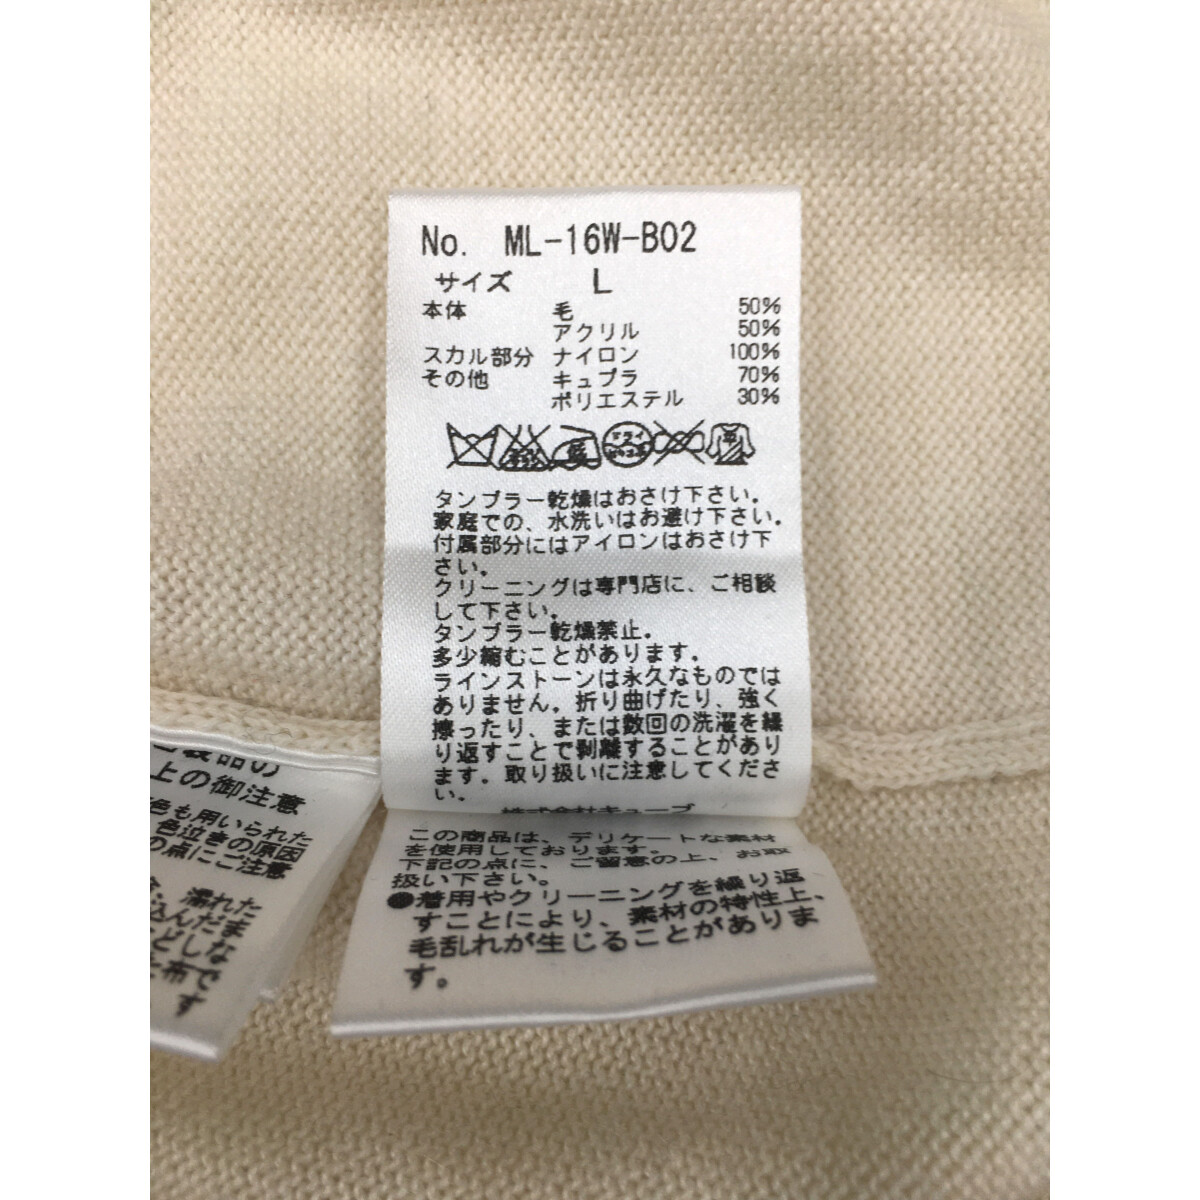 No. ML-16W-B02
サイズ L
本体 毛 50%
アクリル 50%
スカル部分 ナイロン 100%
その他 キュプラ 70%
ポリエステル 30%
ドライ
タンブラー乾燥はおさけ下さい。
家庭での、水洗いはお避け下さい。
付属部分にはアイロンはおさけ下
さい。
クリーニングは専門店に、ご相談
して下さい。
タンブラー乾燥禁止。
多少縮むことがあります。
ラインストーンは永久なものでは
ありません。折り曲げたり、強く
擦ったり、または数回の洗濯を繰
り返すことで剥離することがあり
ます。取り扱いに注意してくださ
い。
株式会社キューブ
この商品は、デリケートな素材
を使用しております。
下記の点に、ご留意の上、お取
扱い下さい。
●着用やクリーニングを繰り返
すことにより、素材の特性上、
毛乱れが生じることがありま
す。
製品の
上の御注意
色も用いられた
色泣きの原因
の点にご注意
濡れた
込んだま
どしな
布で
す